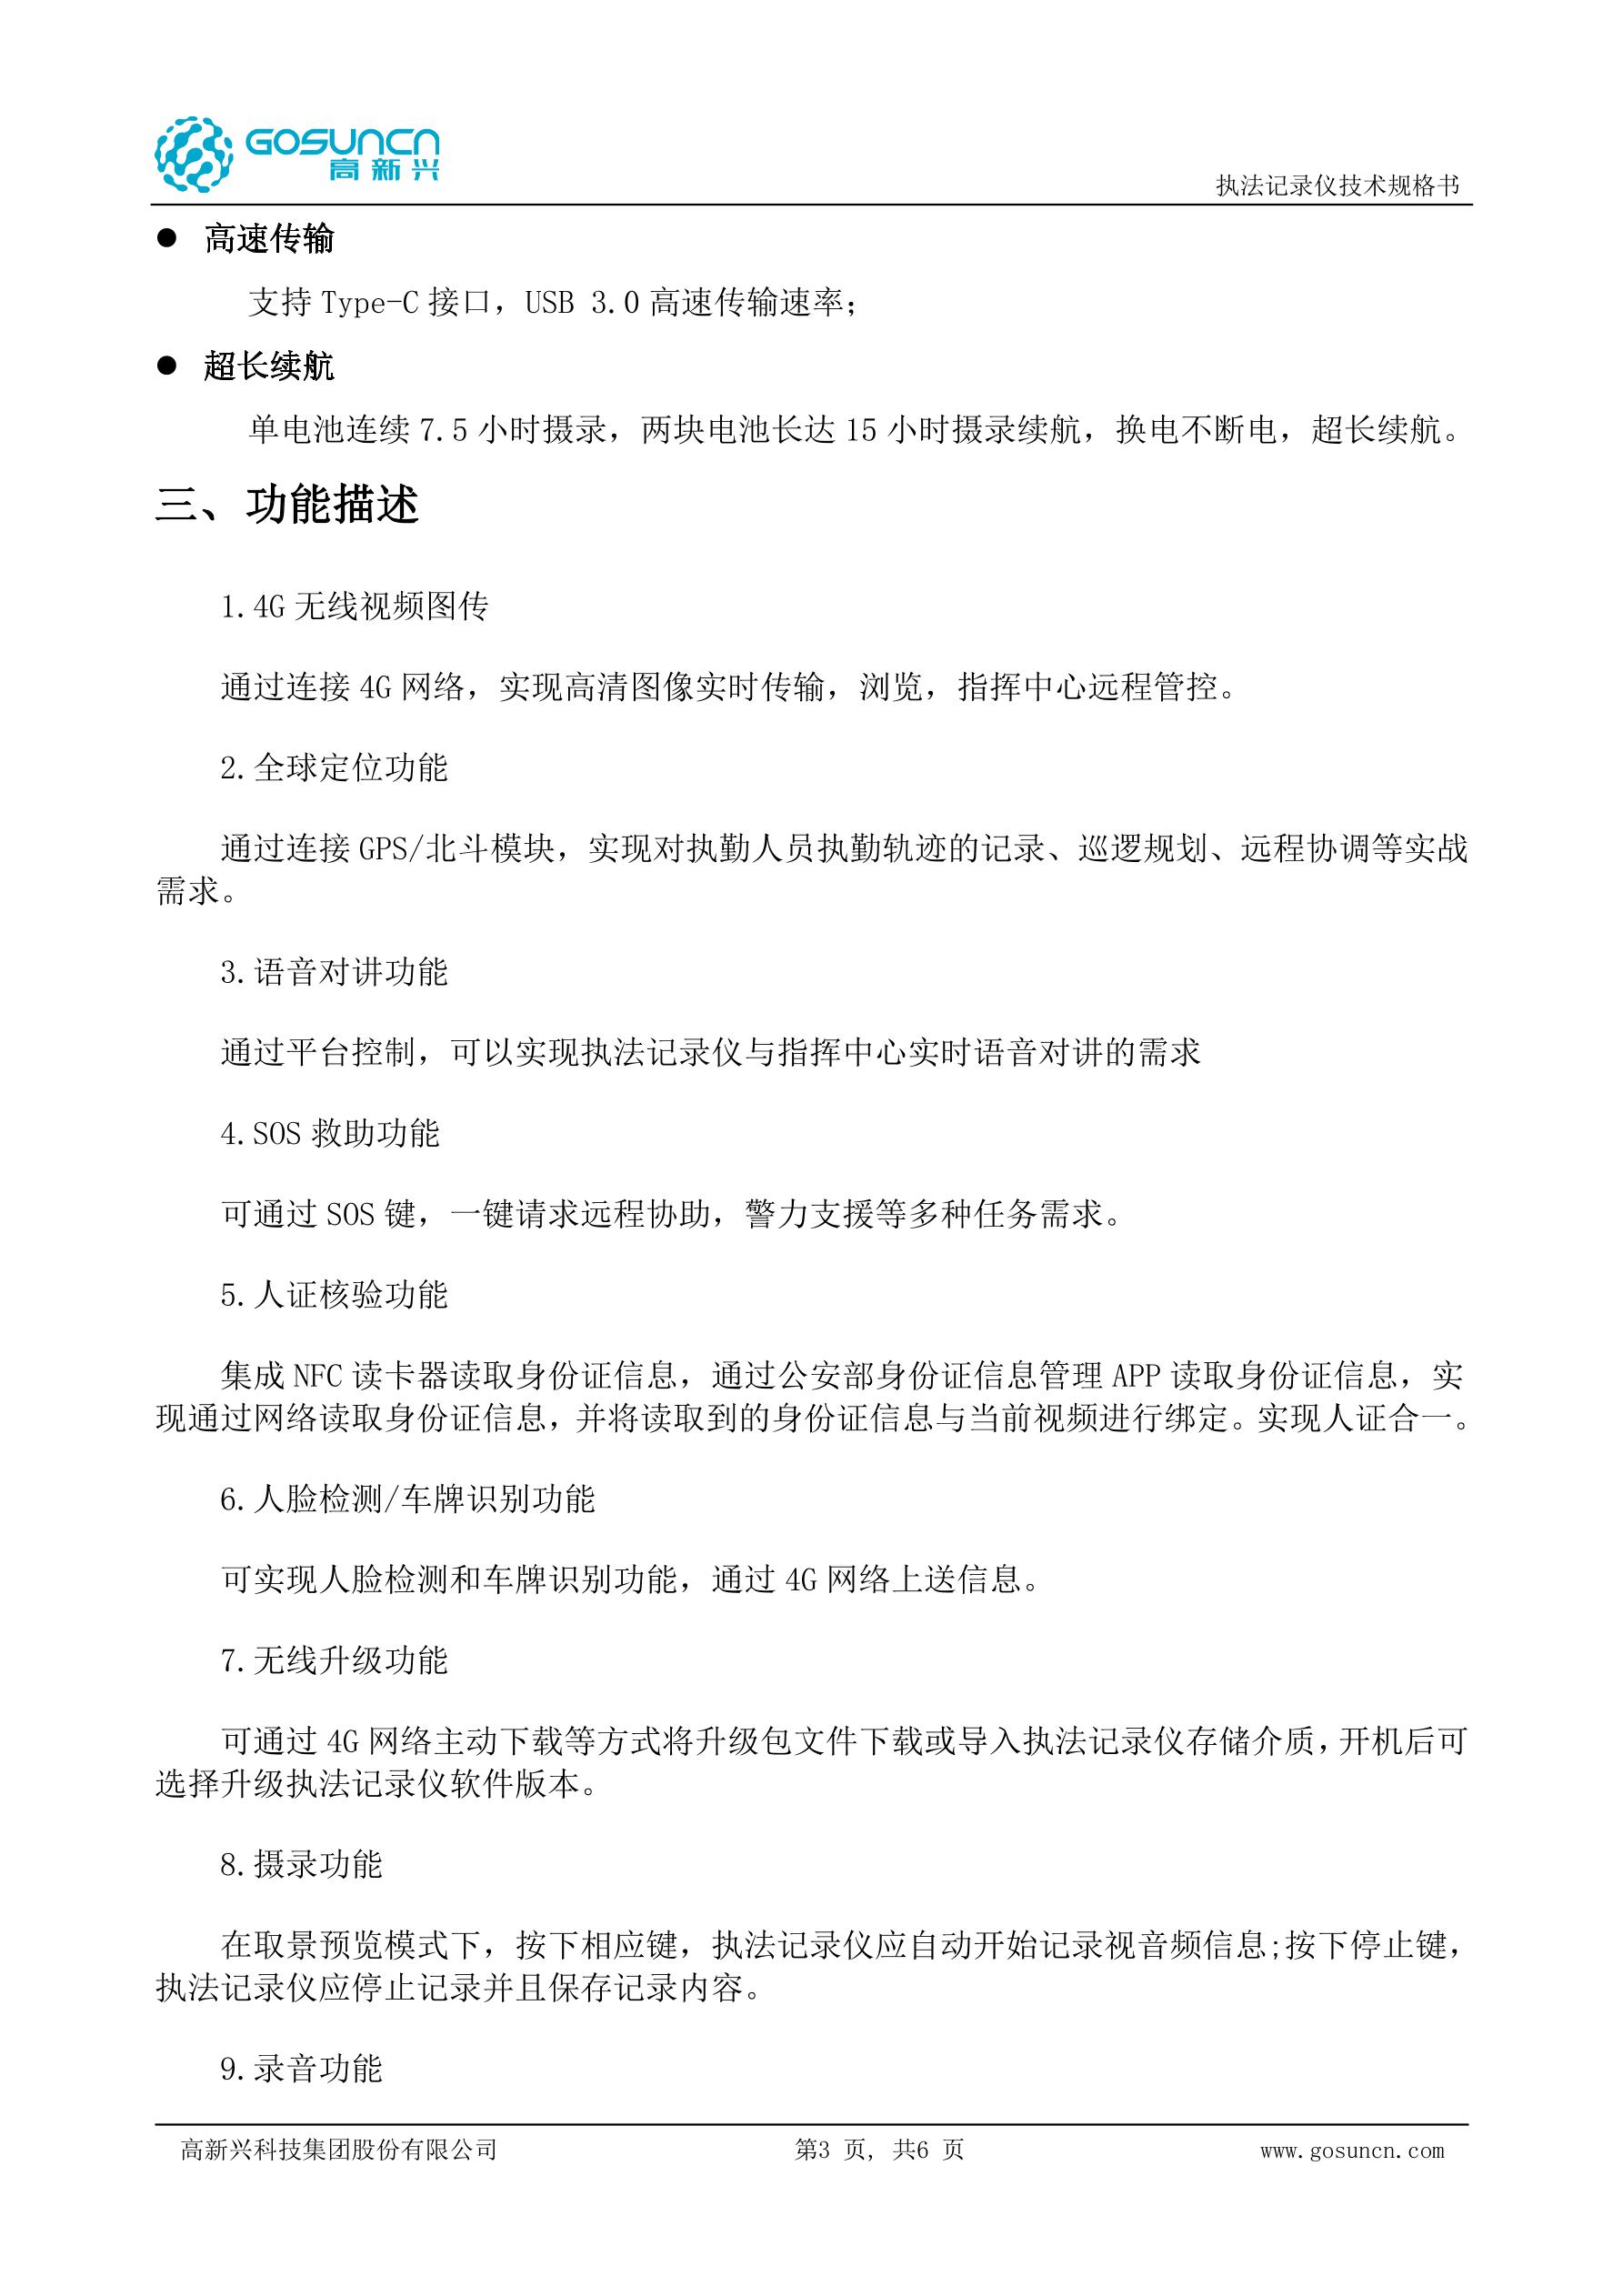 GOSUNCN
高新兴
执法记录仪技术规格书
● 高速传输
支持 Type-C 接口，USB 3.0 高速传输速率；
● 超长续航
单电池连续 7.5 小时摄录，两块电池长达 15 小时摄录续航，换电不断电，超长续航。
三、功能描述
1.4G 无线视频图传
通过连接 4G 网络，实现高清图像实时传输，浏览，指挥中心远程管控。
2.全球定位功能
通过连接 GPS/北斗模块，实现对执勤人员执勤轨迹的记录、巡逻规划、远程协调等实战
需求。
3.语音对讲功能
通过平台控制，可以实现执法记录仪与指挥中心实时语音对讲的需求
4.SOS 救助功能
可通过 SOS 键，一键请求远程协助，警力支援等多种任务需求。
5.人证核验功能
集成 NFC 读卡器读取身份证信息，通过公安部身份证信息管理 APP 读取身份证信息，实
现通过网络读取身份证信息，并将读取到的身份证信息与当前视频进行绑定。实现人证合一。
6.人脸检测/车牌识别功能
可实现人脸检测和车牌识别功能，通过 4G 网络上送信息。
7.无线升级功能
可通过 4G 网络主动下载等方式将升级包文件下载或导入执法记录仪存储介质，开机后可
选择升级执法记录仪软件版本。
8.摄录功能
在取景预览模式下，按下相应键，执法记录仪应自动开始记录视音频信息;按下停止键，
执法记录仪应停止记录并且保存记录内容。
9.录音功能
高新兴科技集团股份有限公司
第3 页, 共6 页
www.gosuncn.com